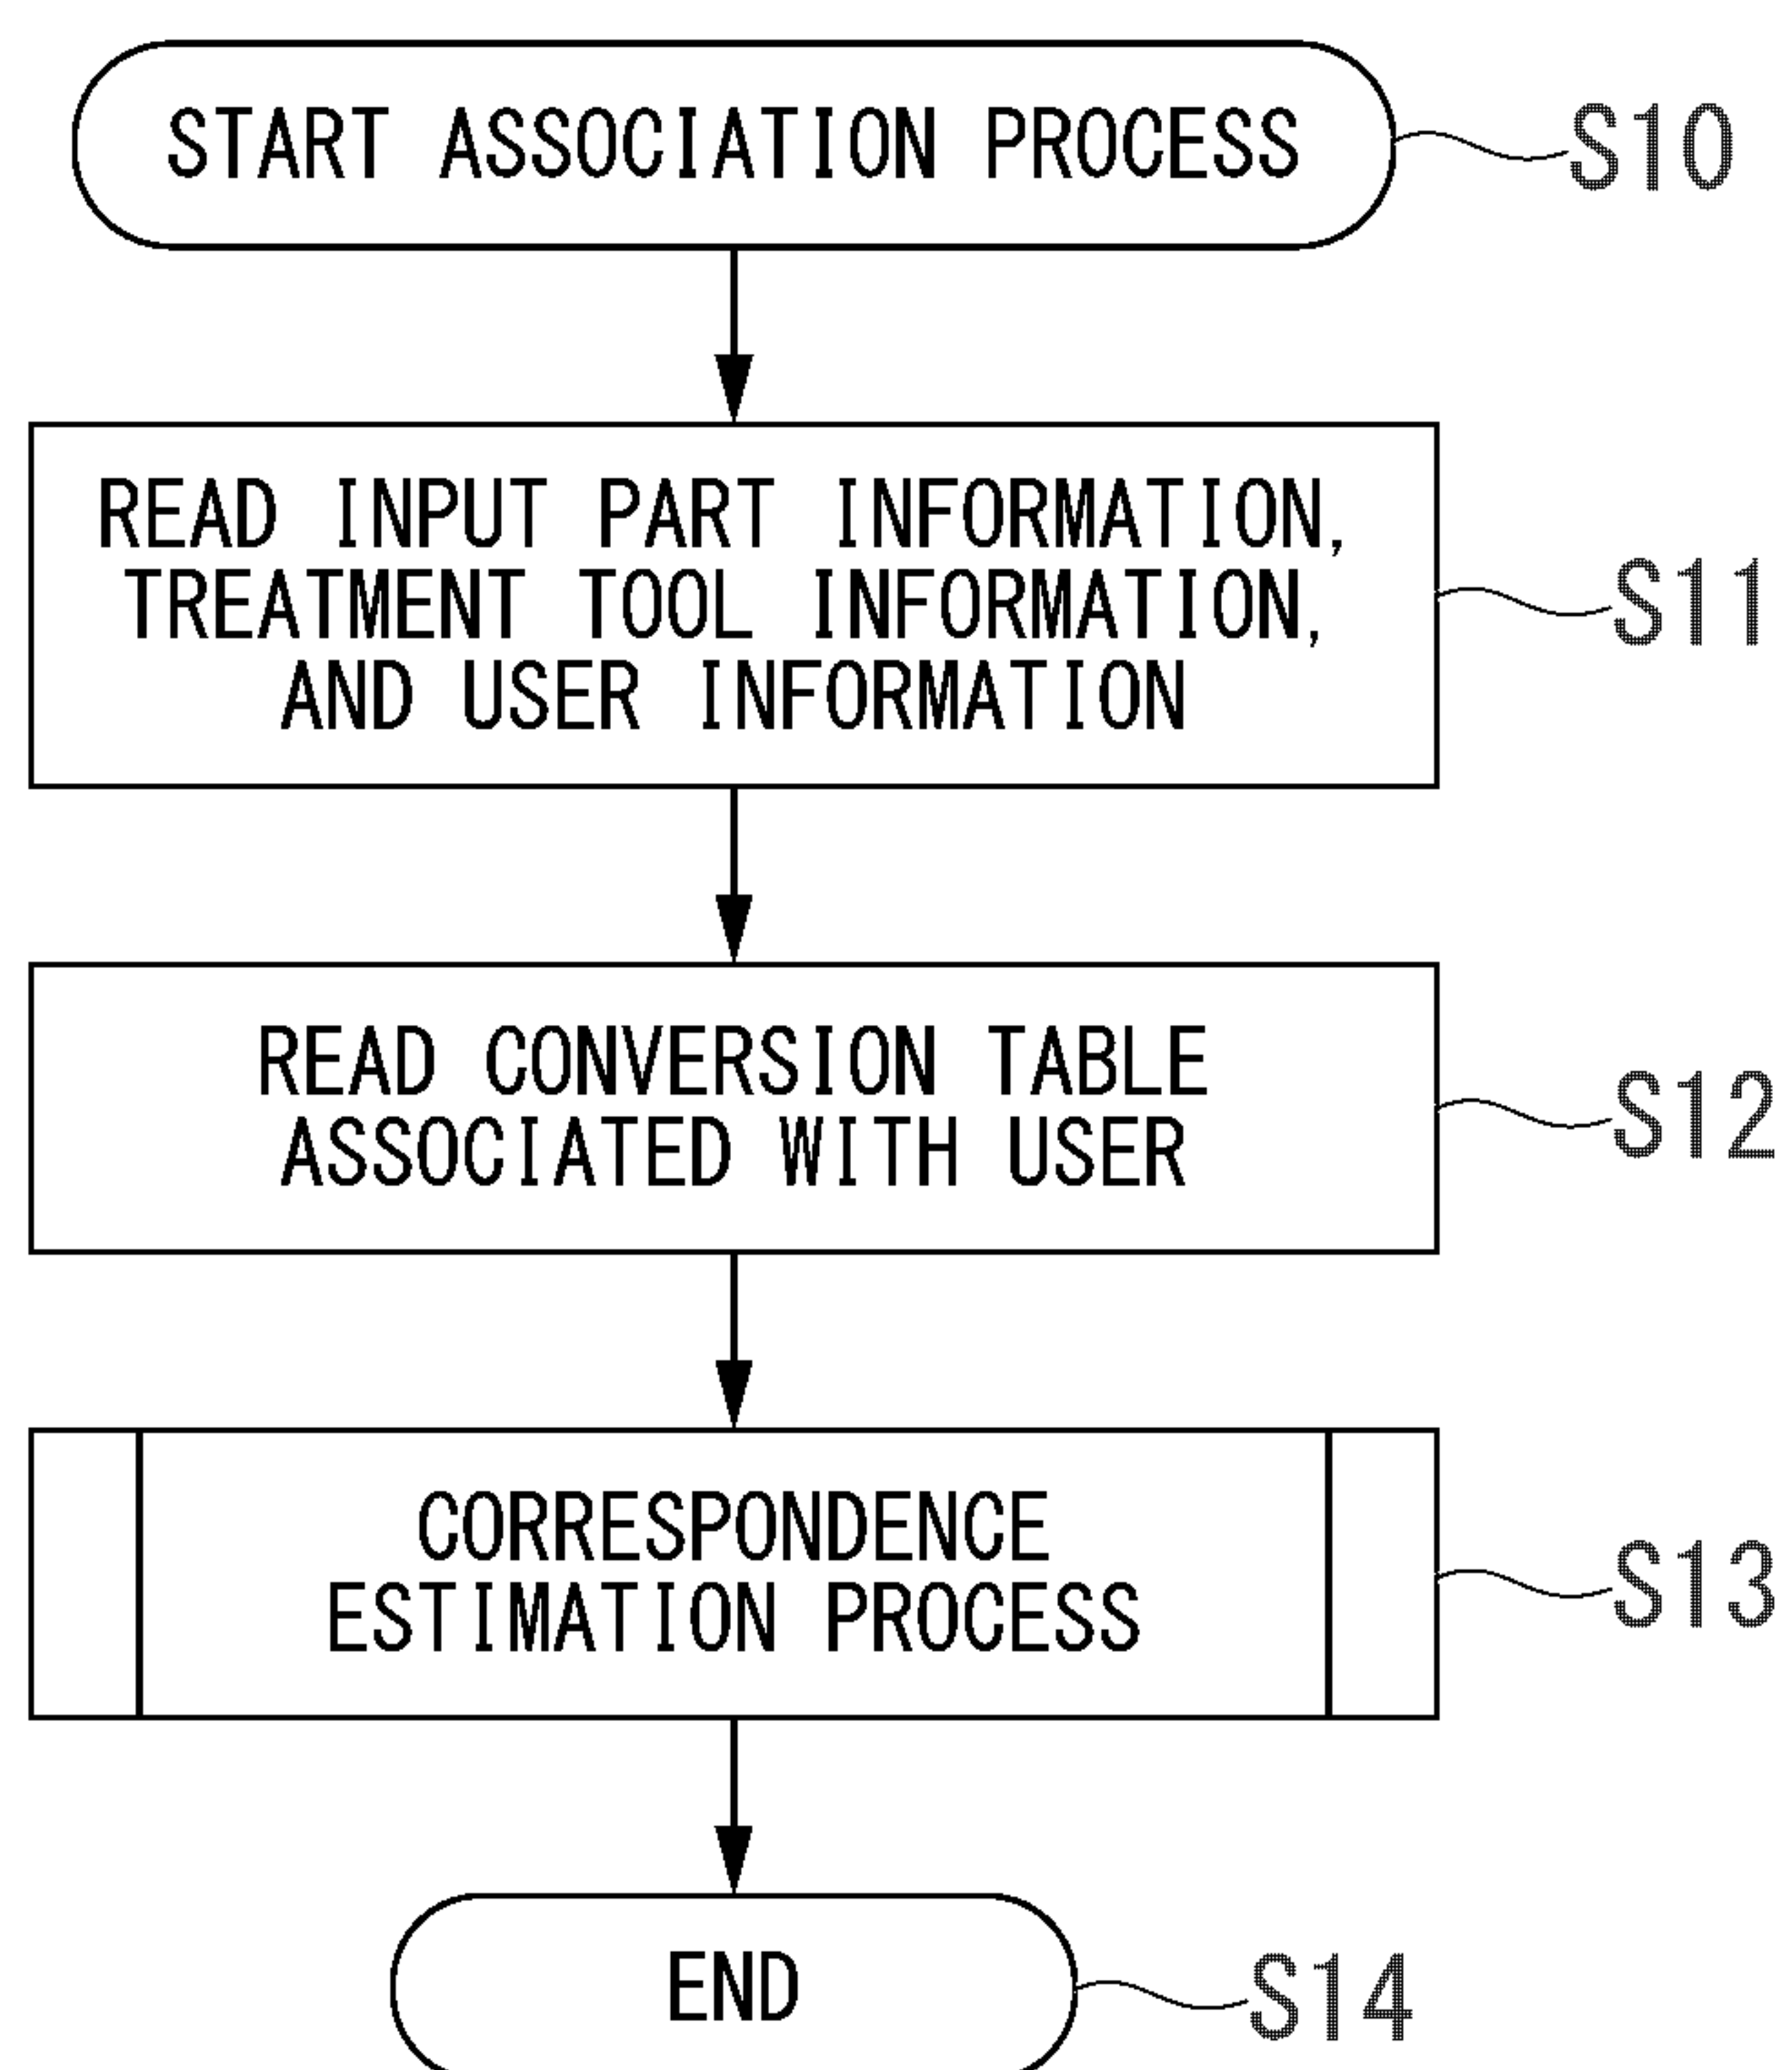 START ASSOCIATION PROCESS
S10
READ INPUT PART INFORMATION,
TREATMENT TOOL INFORMATION,
AND USER INFORMATION
S11
READ CONVERSION TABLE
ASSOCIATED WITH USER
S12
CORRESPONDENCE
ESTIMATION PROCESS
S13
END
S14